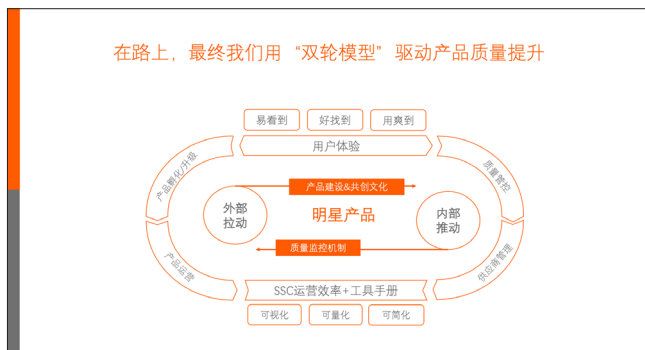 在路上，最终我们用“双轮模型”驱动产品质量提升
易看到
好找到
用爽到
用户体验
产品孵化/升级
质量管控
产品建设&共创文化
外部
拉动
明星产品
内部
推动
质量监控机制
产品运营
供应商管理
SSC运营效率+工具手册
可视化
可量化
可简化